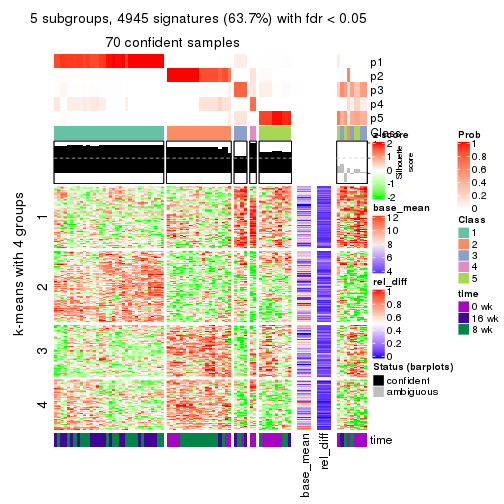 5 subgroups, 4945 signatures (63.7%) with fdr < 0.05
70 confident samples
p1
p2
p3
p4
p5
Class
Silhouette
score
k-means with 4 groups
1
2
3
4
time
base_mean
rel_diff
z-score
2
1
0
-1
-2
base_mean
12
10
8
6
4
rel_diff
1
0.8
0.6
0.4
0.2
0
Status (barplots)
confident
ambiguous
Prob
1
0.8
0.6
0.4
0.2
0
Class
1
2
3
4
5
time
0 wk
16 wk
8 wk